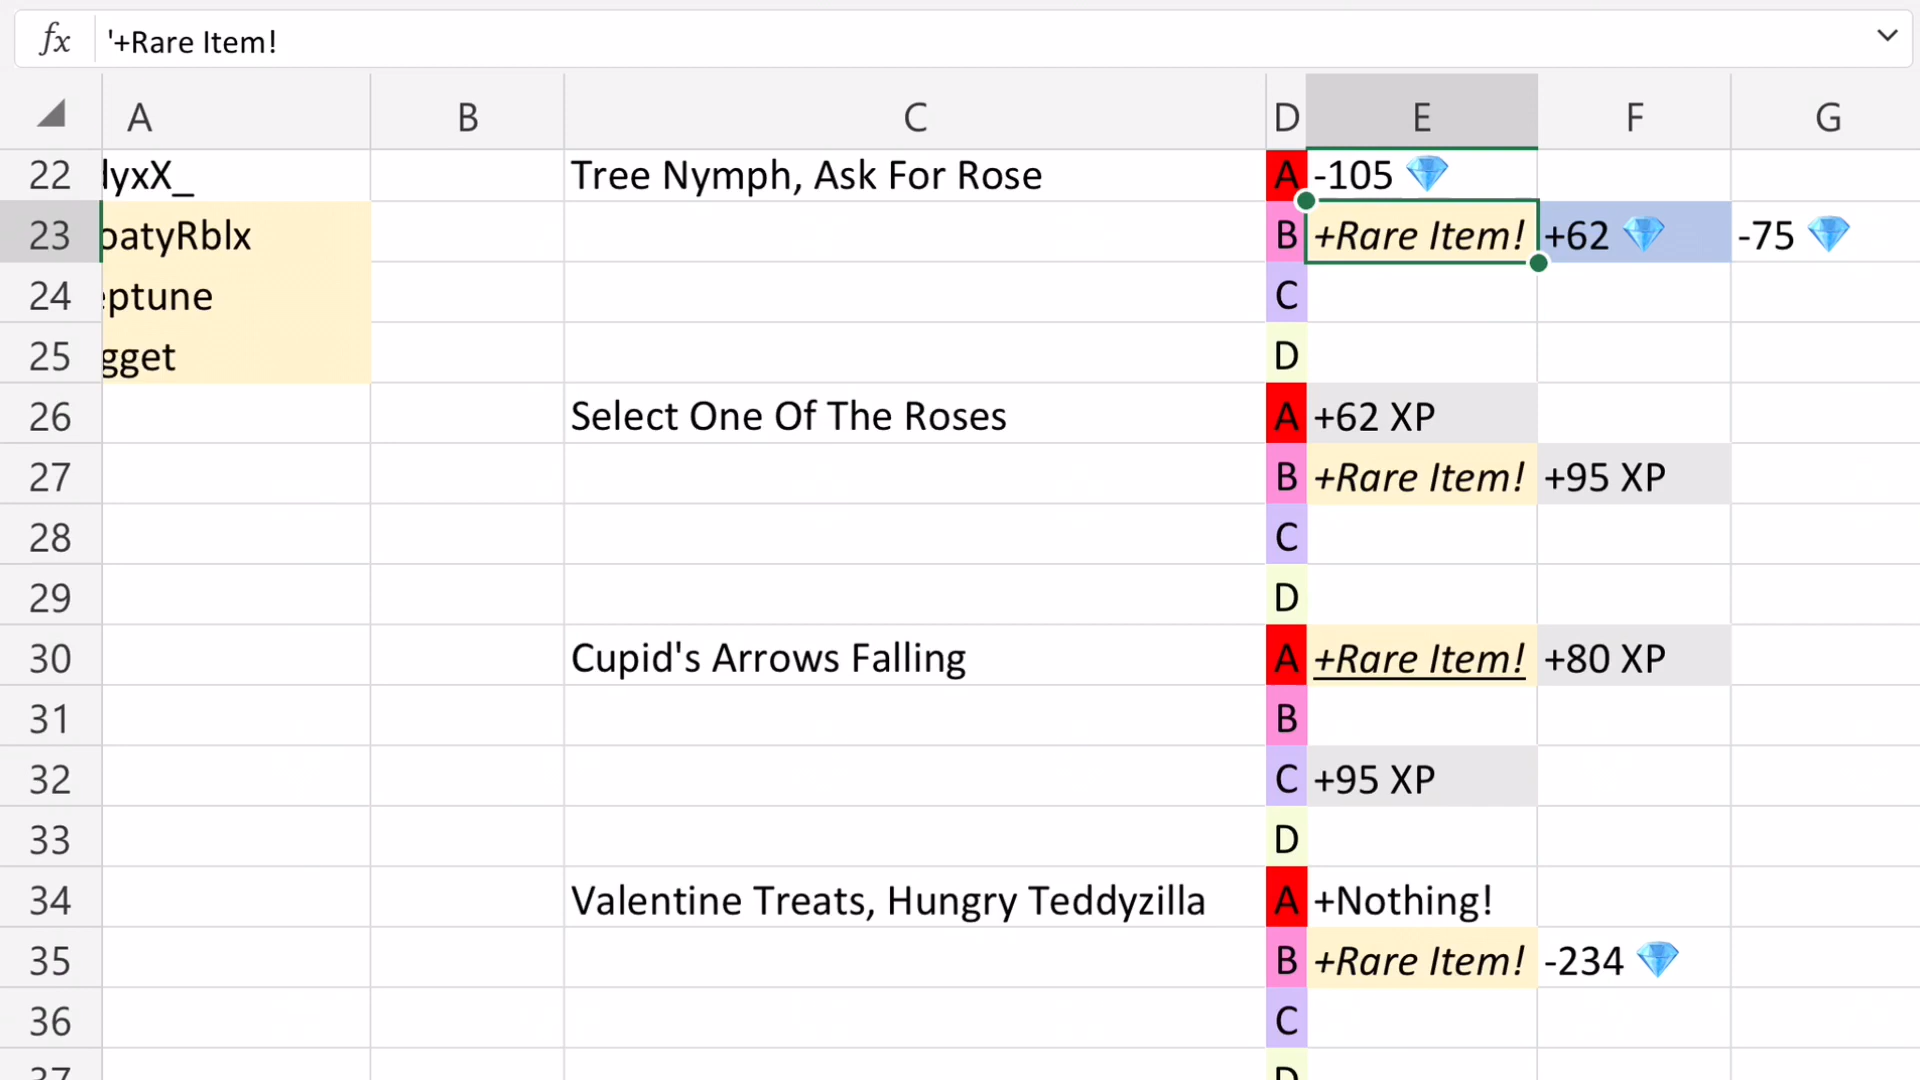 fx '+Rare Item!
A B C D E F G
22 lyxX_ Tree Nymph, Ask For Rose A -105 💎
23 oatyRblx B +Rare Item! +62 💎 -75 💎
24 eptune C
25 gget D
26 Select One Of The Roses A +62 XP
27 B +Rare Item! +95 XP
28 C
29 D
30 Cupid's Arrows Falling A +Rare Item! +80 XP
31 B
32 C +95 XP
33 D
34 Valentine Treats, Hungry Teddyzilla A +Nothing!
35 B +Rare Item! -234 💎
36 C
37 D